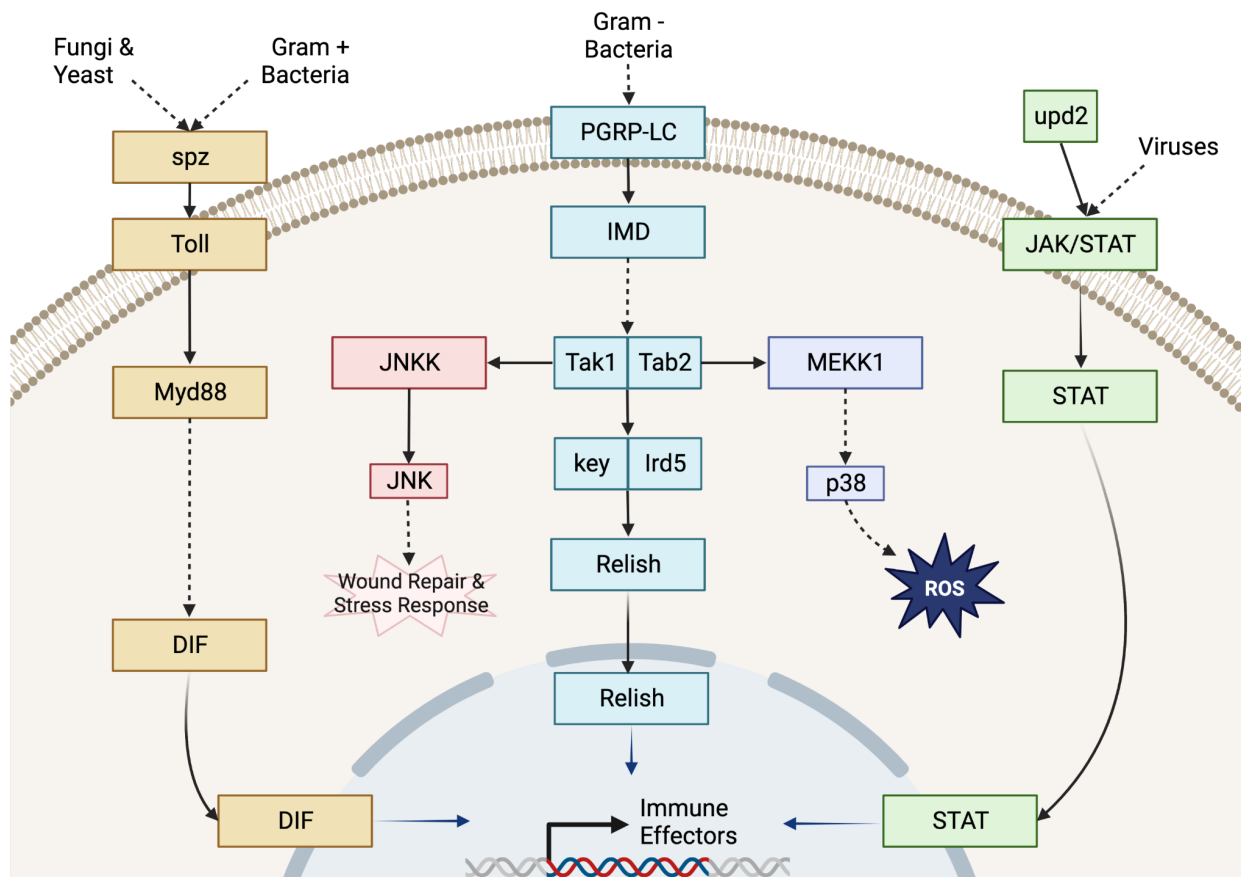 Fungi &
Yeast
Gram +
Bacteria
Gram -
Bacteria
spz
PGRP-LC
upd2
Viruses
Toll
IMD
JAK/STAT
JNKK
Tak1
Tab2
MEKK1
Myd88
STAT
key
Ird5
JNK
p38
Relish
Wound Repair &
Stress Response
ROS
DIF
Relish
DIF
Immune
Effectors
STAT